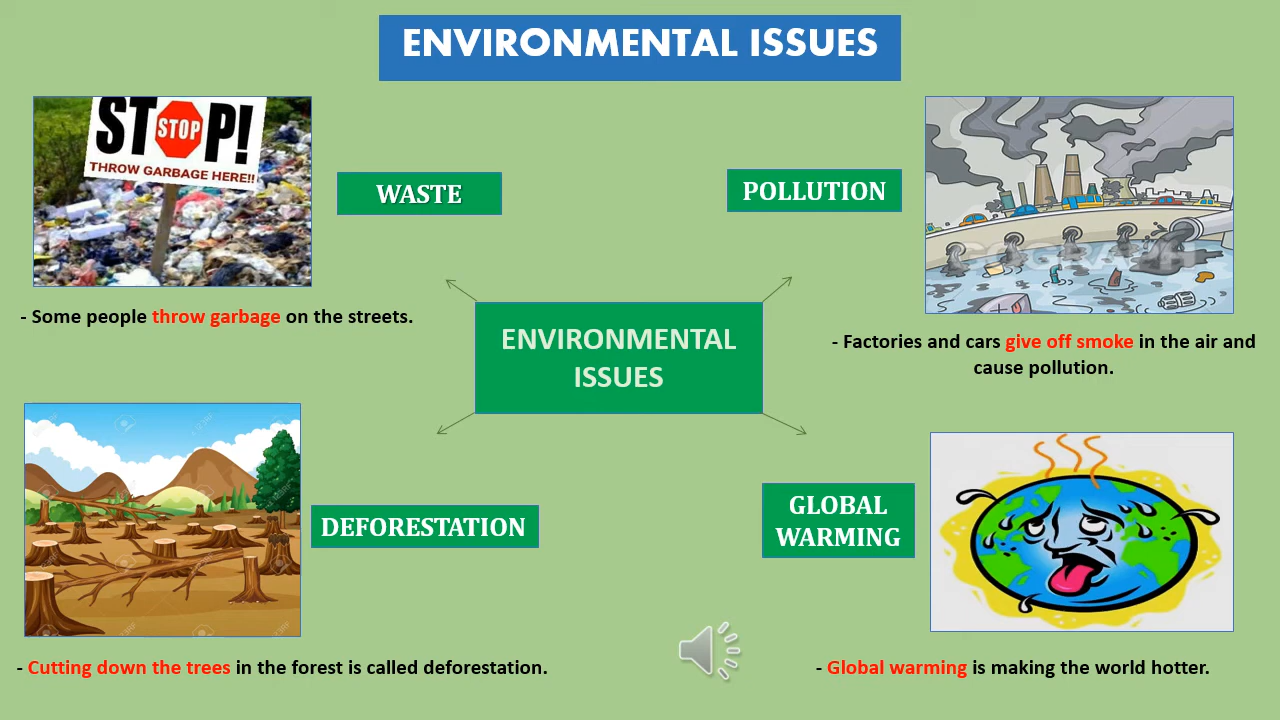 ENVIRONMENTAL ISSUES
STOP!
STOP
THROW GARBAGE HERE!!
WASTE
POLLUTION
GOGRAPH
- Some people throw garbage on the streets.
ENVIRONMENTAL
ISSUES
- Factories and cars give off smoke in the air and
cause pollution.
DEFORESTATION
GLOBAL
WARMING
- Cutting down the trees in the forest is called deforestation.
- Global warming is making the world hotter.